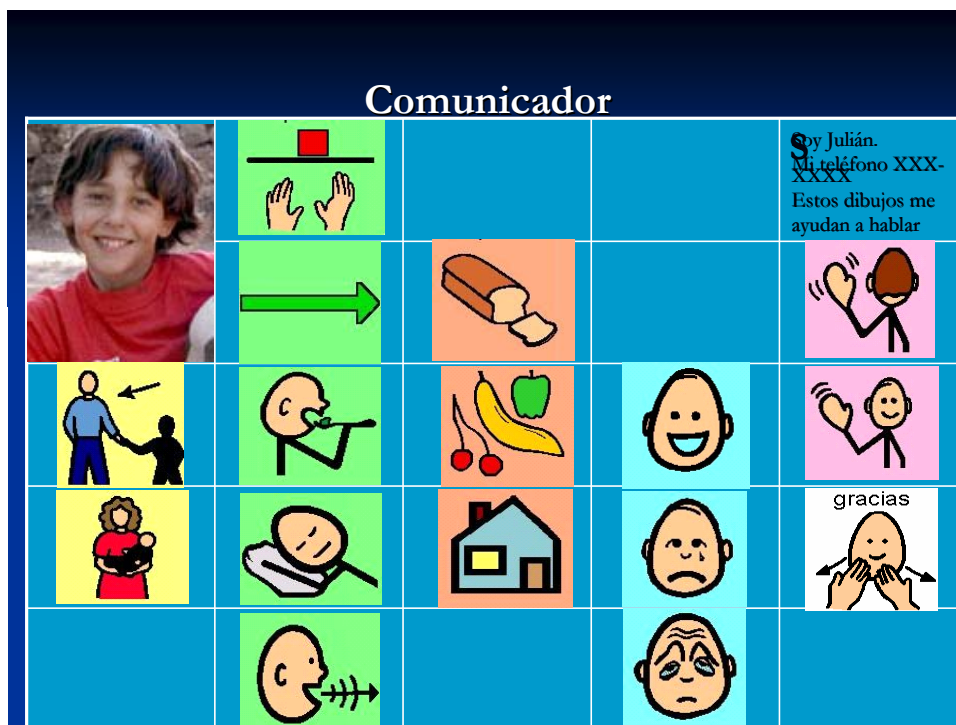 Comunicador
Soy Julián.
Mi teléfono XXX-
XXXX
Estos dibujos me
ayudan a hablar
gracias